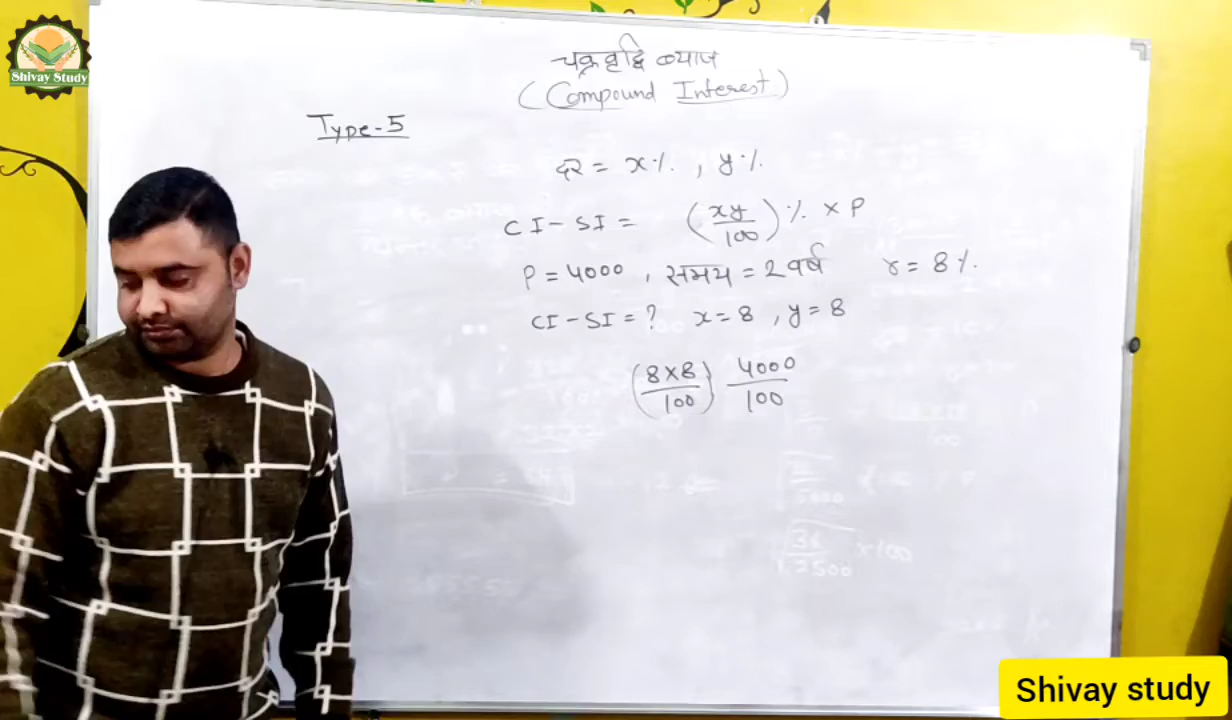 Shivay Study
चक्रवृद्धि ब्याज
(Compound Interest)
Type-5
दर = x%, y%
CI - SI = (xy/100)% × P
P = 4000, समय = 2 वर्ष r = 8%
CI - SI = ? x = 8, y = 8
(8×8/100) 4000/100
Shivay study